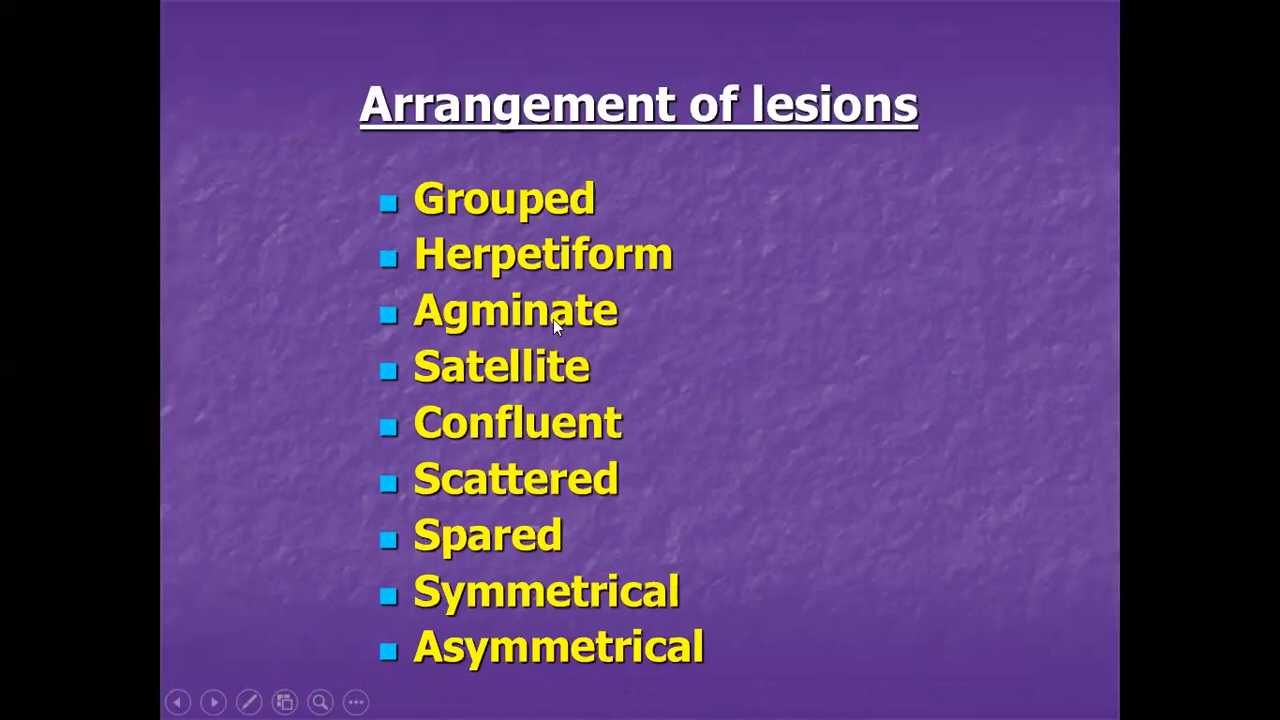 Arrangement of lesions
Grouped
Herpetiform
Agminate
Satellite
Confluent
Scattered
Spared
Symmetrical
Asymmetrical